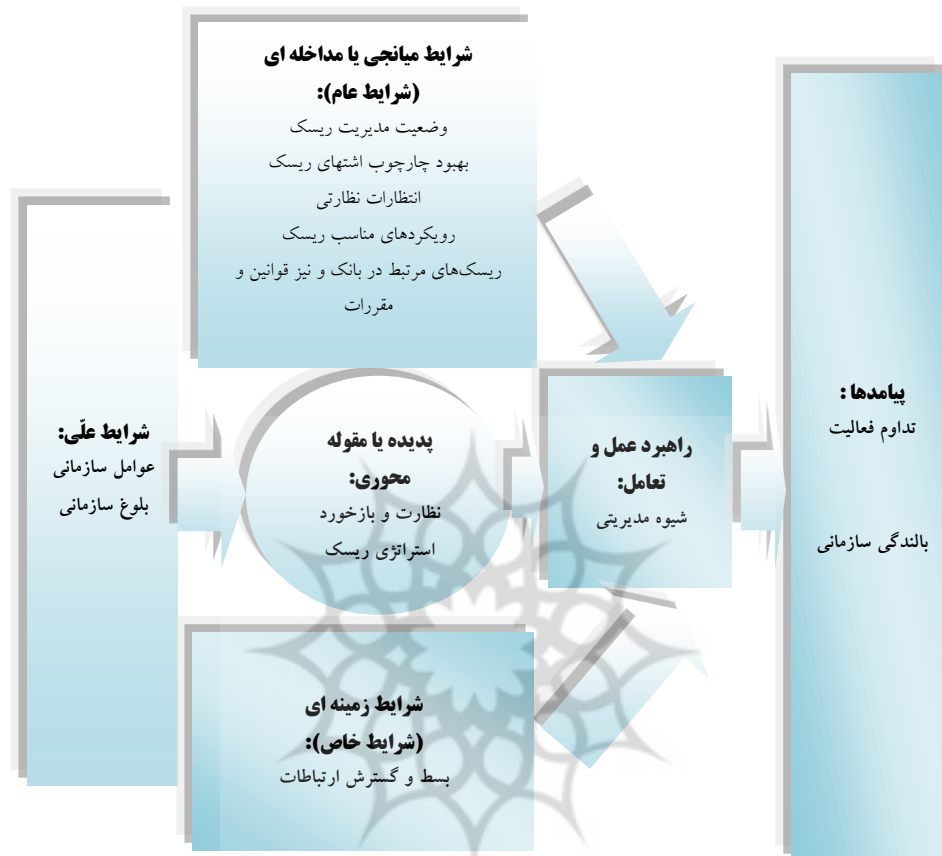 شرایط میانجی یا مداخله ای
(شرایط عام):
وضعیت مدیریت ریسک
بهبود چارچوب اشتهای ریسک
انتظارات نظارتی
رویکردهای مناسب ریسک
ریسک‌های مرتبط در بانک و نیز قوانین و
مقررات
شرایط علّی:
عوامل سازمانی
بلوغ سازمانی
پدیده یا مقوله
محوری:
نظارت و بازخورد
استراتژی ریسک
راهبرد عمل و
تعامل:
شیوه مدیریتی
پیامدها :
تداوم فعالیت
بالندگی سازمانی
شرایط زمینه ای
(شرایط خاص):
بسط و گسترش ارتباطات